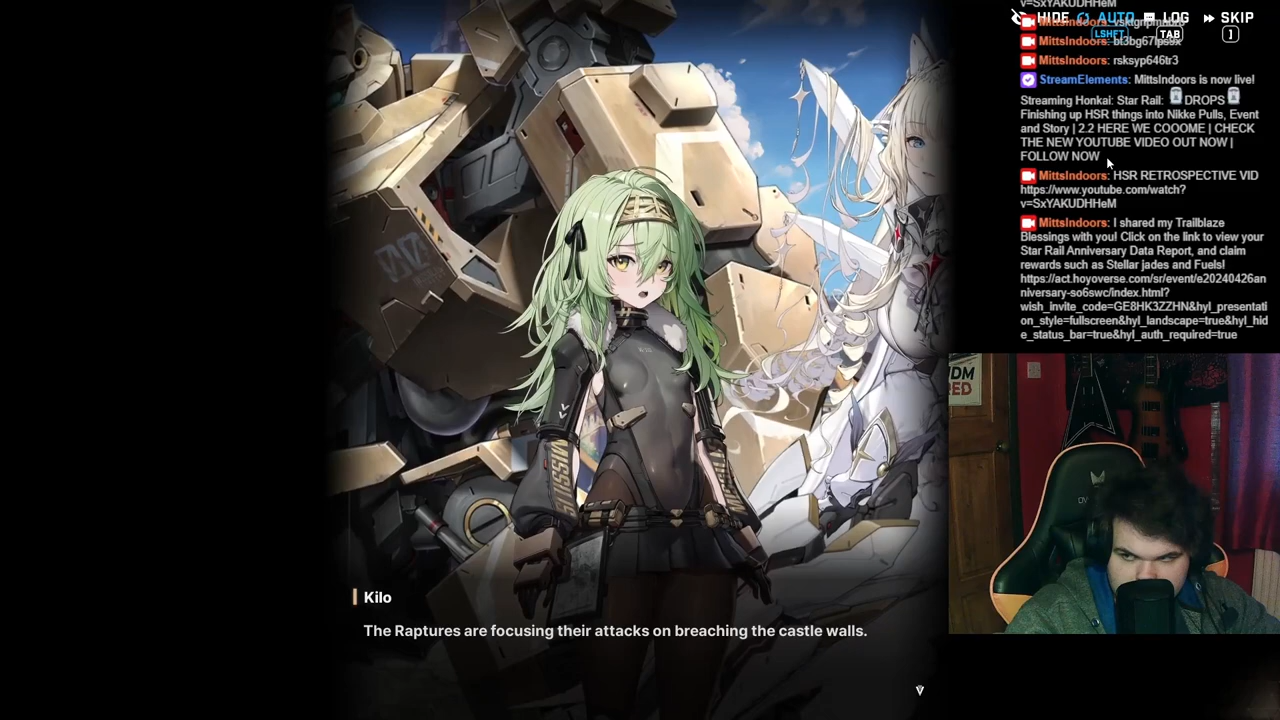 v=SxYAKUDHHeM
HIDE AUTO LOG SKIP
LSHFT TAB ]
MittsIndoors:
MittsIndoors: bl3bg67lps9x
MittsIndoors: rsksyp646tr3
StreamElements: MittsIndoors is now live!
Streaming Honkai: Star Rail: DROPS
Finishing up HSR things into Nikke Pulls, Event
and Story | 2.2 HERE WE COOOME | CHECK
THE NEW YOUTUBE VIDEO OUT NOW |
FOLLOW NOW
MittsIndoors: HSR RETROSPECTIVE VID
https://www.youtube.com/watch?
v=SxYAKUDHHeM
MittsIndoors: I shared my Trailblaze
Blessings with you! Click on the link to view your
Star Rail Anniversary Data Report, and claim
rewards such as Stellar jades and Fuels!
https://act.hoyoverse.com/sr/event/e20240426an
niversary-so6swc/index.html?
wish_invite_code=GE8HK3ZZHN&hyl_presentati
on_style=fullscreen&hyl_landscape=true&hyl_hid
e_status_bar=true&hyl_auth_required=true
Kilo
The Raptures are focusing their attacks on breaching the castle walls.